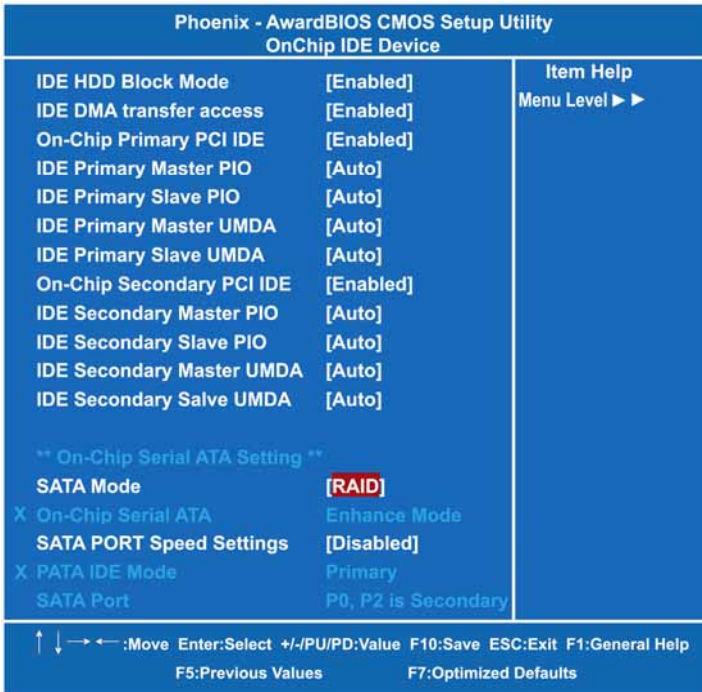 Phoenix - AwardBIOS CMOS Setup Utility
OnChip IDE Device
IDE HDD Block Mode [Enabled]
IDE DMA transfer access [Enabled]
On-Chip Primary PCI IDE [Enabled]
IDE Primary Master PIO [Auto]
IDE Primary Slave PIO [Auto]
IDE Primary Master UMDA [Auto]
IDE Primary Slave UMDA [Auto]
On-Chip Secondary PCI IDE [Enabled]
IDE Secondary Master PIO [Auto]
IDE Secondary Slave PIO [Auto]
IDE Secondary Master UMDA [Auto]
IDE Secondary Salve UMDA [Auto]
** On-Chip Serial ATA Setting **
SATA Mode [RAID]
X On-Chip Serial ATA Enhance Mode
SATA PORT Speed Settings [Disabled]
X PATA IDE Mode Primary
SATA Port P0, P2 is Secondary
Item Help
Menu Level ► ►
↑ ↓ → ← :Move Enter:Select +/-/PU/PD:Value F10:Save ESC:Exit F1:General Help
F5:Previous Values F7:Optimized Defaults